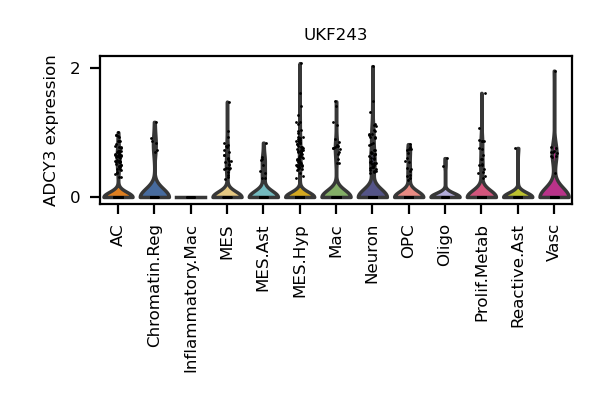 UKF243
ADCY3 expression
2
0
AC
Chromatin.Reg
Inflammatory.Mac
MES
MES.Ast
MES.Hyp
Mac
Neuron
OPC
Oligo
Prolif.Metab
Reactive.Ast
Vasc